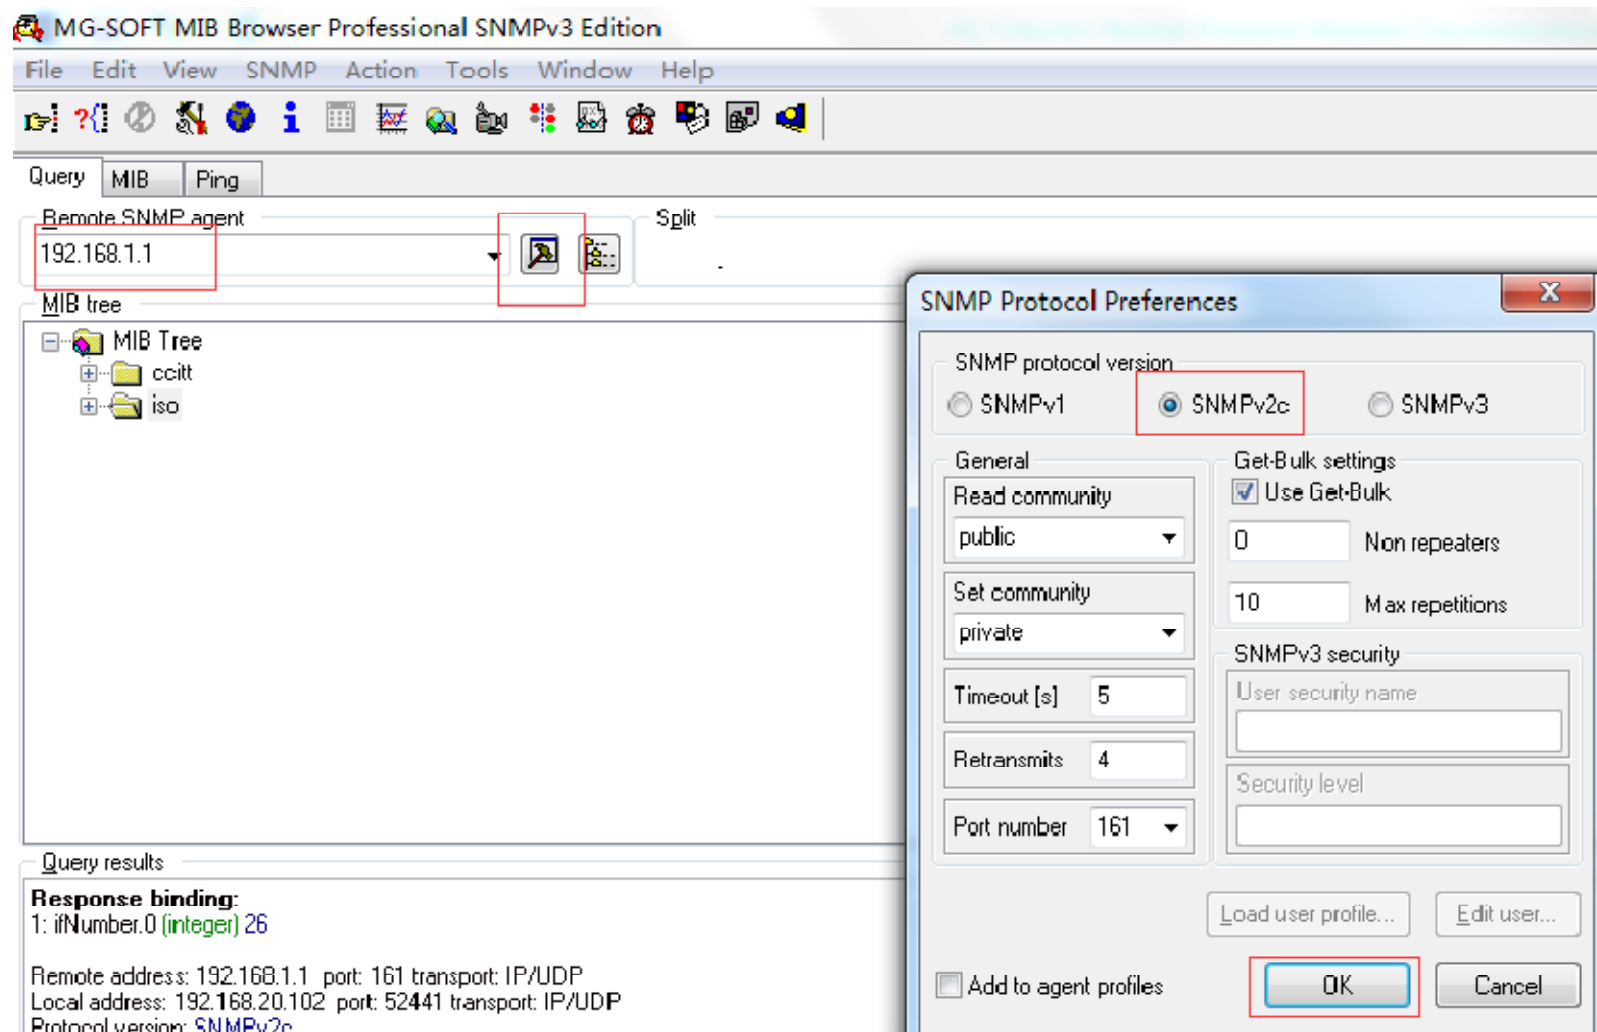 MG-SOFT MIB Browser Professional SNMPv3 Edition
File Edit View SNMP Action Tools Window Help
Query MIB Ping
Remote SNMP agent
Split
192.168.1.1
MIB tree
MIB Tree
ccitt
iso
SNMP Protocol Preferences
SNMP protocol version
SNMPv1 SNMPv2c SNMPv3
General
Read community
public
Set community
private
Timeout [s] 5
Retransmits 4
Port number 161
Get-Bulk settings
Use Get-Bulk
0 Non repeaters
10 Max repetitions
SNMPv3 security
User security name
Security level
Load user profile... Edit user...
Add to agent profiles OK Cancel
Query results
Response binding:
1: ifNumber.0 (integer) 26
Remote address: 192.168.1.1 port: 161 transport: IP/UDP
Local address: 192.168.20.102 port: 52441 transport: IP/UDP
Protocol version: SNMPv2c